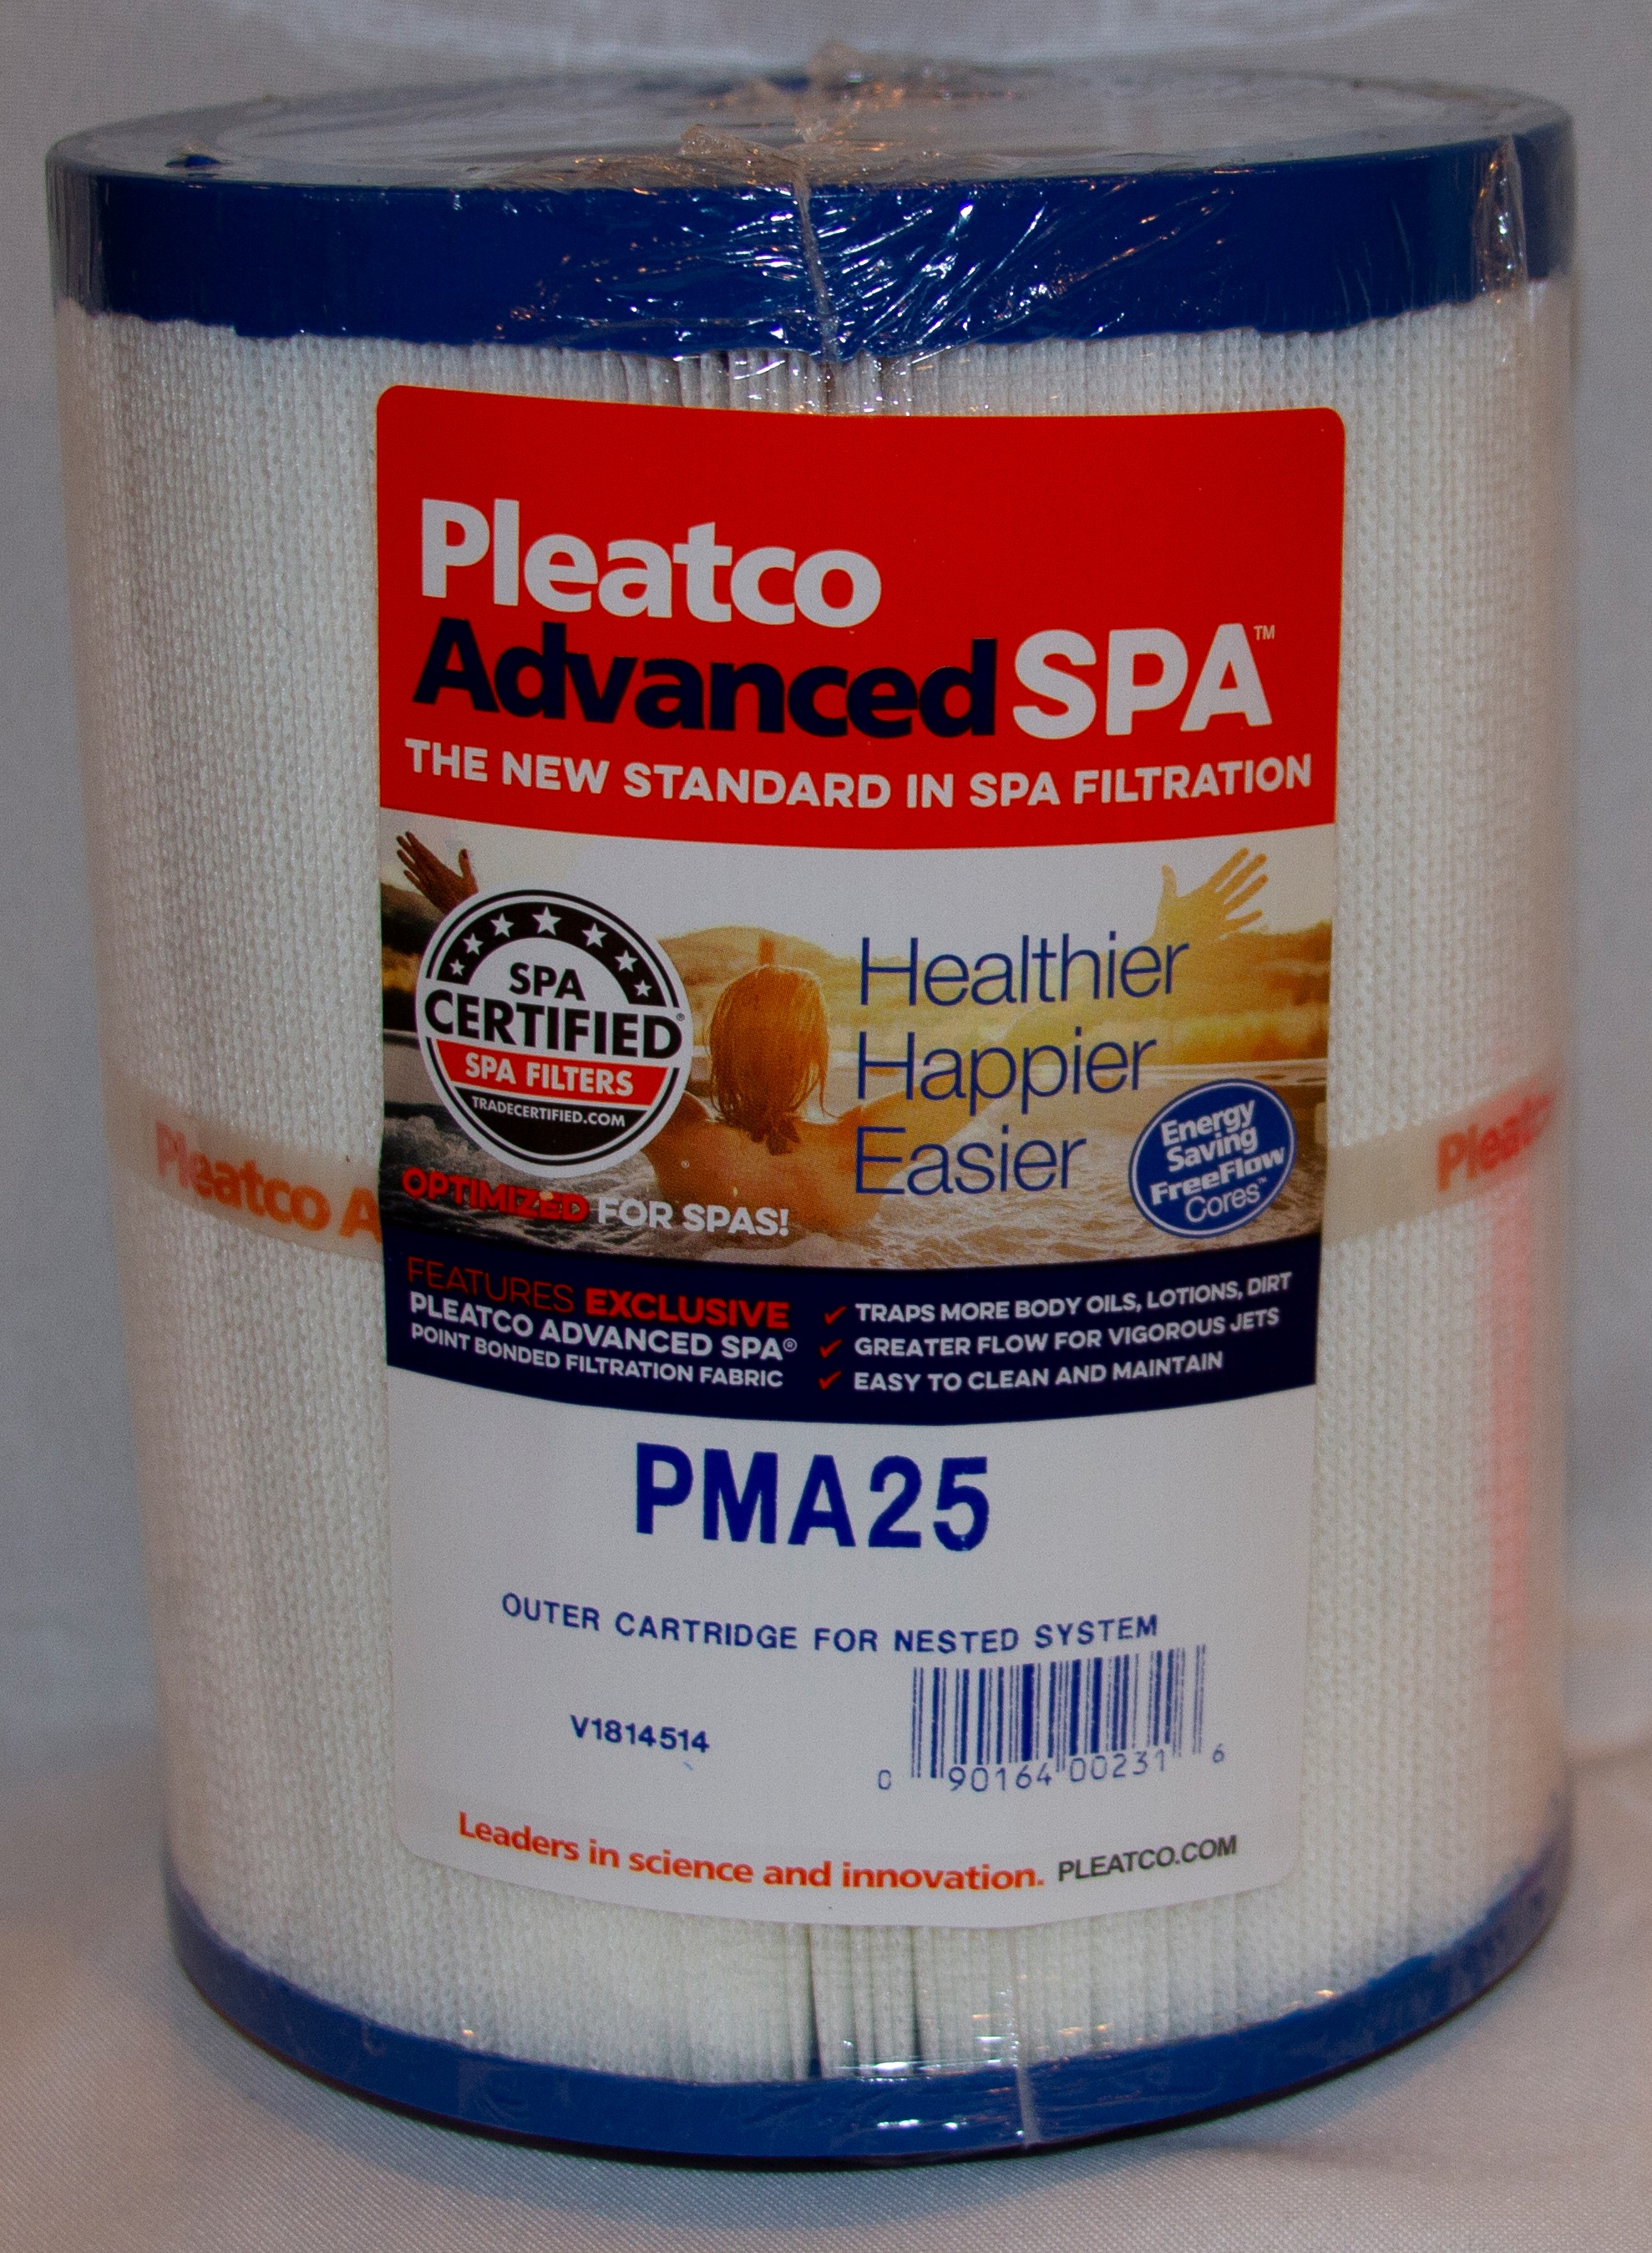 Pleatco
Advanced SPA™
THE NEW STANDARD IN SPA FILTRATION
SPA
CERTIFIED®
SPA FILTERS
TRADECERTIFIED.COM
Healthier
Happier
Easier
Energy
Saving
FreeFlow
Cores™
OPTIMIZED FOR SPAS!
Pleatco A
Pleatc
FEATURES EXCLUSIVE
PLEATCO ADVANCED SPA®
POINT BONDED FILTRATION FABRIC
✓ TRAPS MORE BODY OILS, LOTIONS, DIRT
✓ GREATER FLOW FOR VIGOROUS JETS
✓ EASY TO CLEAN AND MAINTAIN
PMA25
OUTER CARTRIDGE FOR NESTED SYSTEM
V1814514
0 90164 00231 6
Leaders in science and innovation. PLEATCO.COM